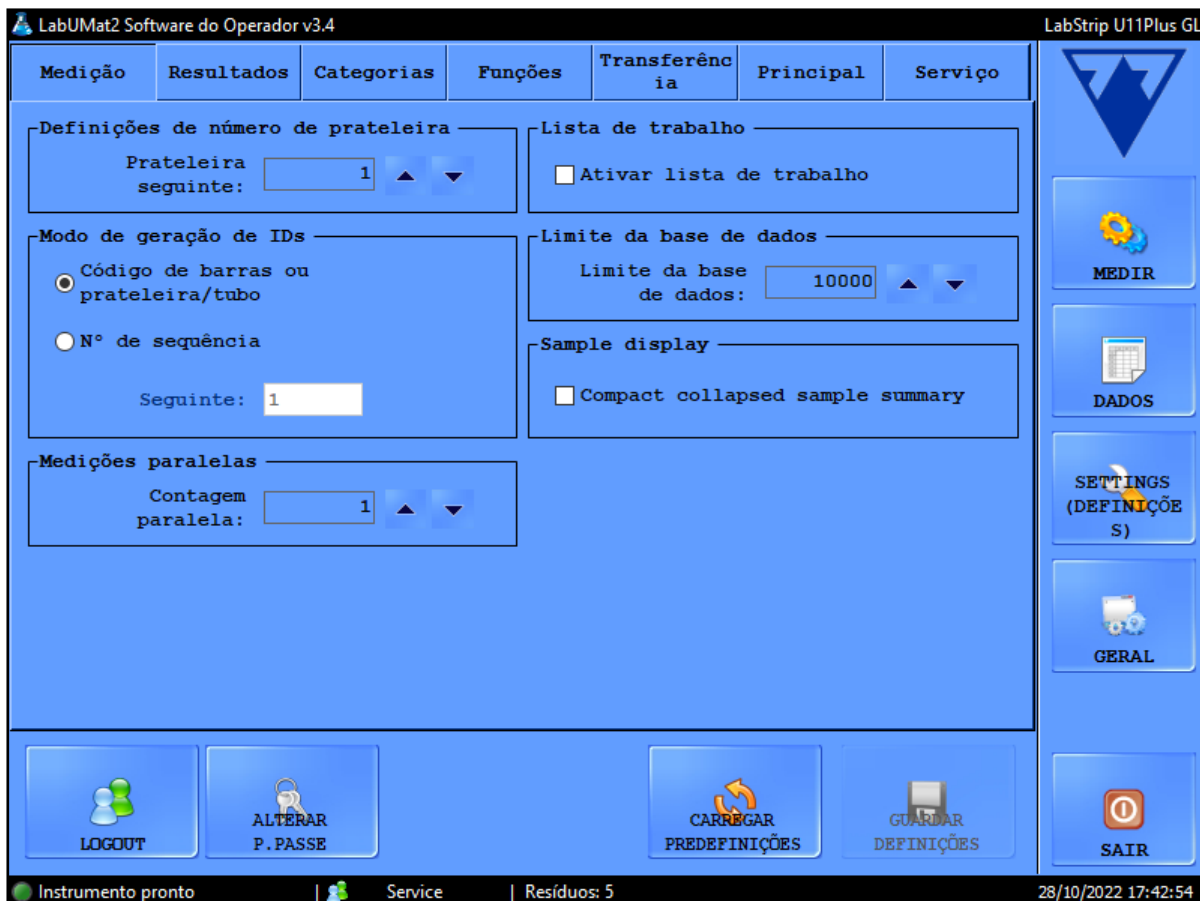 LabUMat2 Software do Operador v3.4
LabStrip U11Plus GL
Medição
Resultados
Categorias
Funções
Transferênc
ia
Principal
Serviço
Definições de número de prateleira
Prateleira
seguinte:
1
Modo de geração de IDs
Código de barras ou
prateleira/tubo
Nº de sequência
Seguinte: 1
Medições paralelas
Contagem
paralela:
1
Lista de trabalho
Ativar lista de trabalho
Limite da base de dados
Limite da base
de dados:
10000
Sample display
Compact collapsed sample summary
MEDIR
DADOS
SETTINGS
(DEFINIÇÕE
S)
GERAL
SAIR
LOGOUT
ALTERAR
P.PASSE
CARREGAR
PREDEFINIÇÕES
GUARDAR
DEFINIÇÕES
Instrumento pronto | Service | Resíduos: 5
28/10/2022 17:42:54